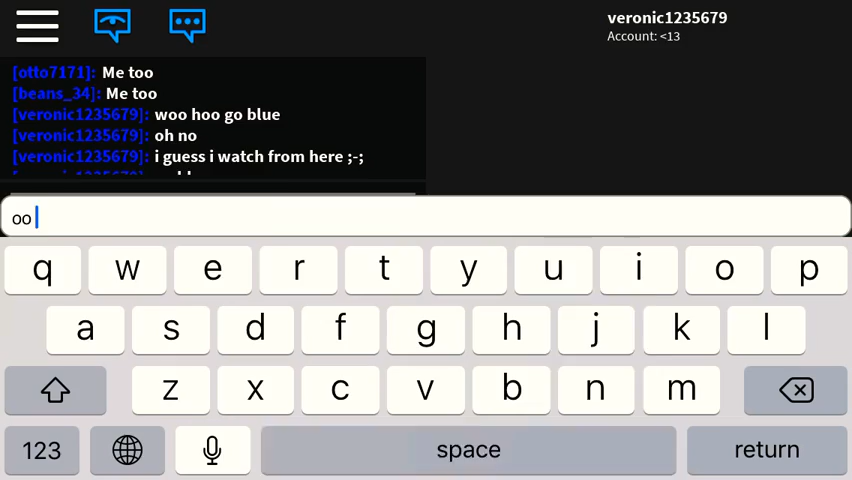 veronic1235679
Account: <13
[otto7171]: Me too
[beans_34]: Me too
[veronic1235679]: woo hoo go blue
[veronic1235679]: oh no
[veronic1235679]: i guess i watch from here ;-;
oo
q w e r t y u i o p
a s d f g h j k l
z x c v b n m
123 space return